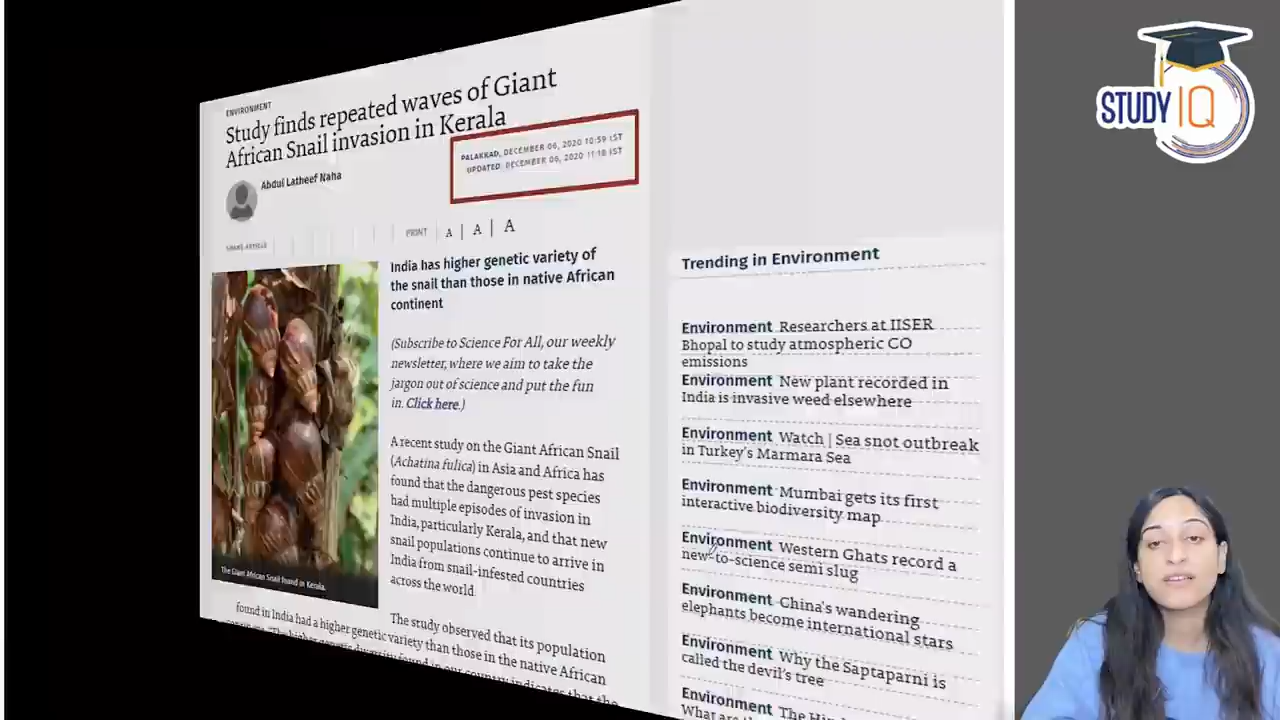 ENVIRONMENT
Study finds repeated waves of Giant
African Snail invasion in Kerala
PALAKKAD, DECEMBER 06, 2020 10:59 IST
UPDATED: DECEMBER 06, 2020 11:18 IST
Abdul Latheef Naha
SHARE ARTICLE
PRINT
A | A | A
India has higher genetic variety of
the snail than those in native African
continent
(Subscribe to Science For All, our weekly
newsletter, where we aim to take the
jargon out of science and put the fun
in. Click here.)
A recent study on the Giant African Snail
(Achatina fulica) in Asia and Africa has
found that the dangerous pest species
had multiple episodes of invasion in
India, particularly Kerala, and that new
snail populations continue to arrive in
India from snail-infested countries
across the world
The Giant African Snail found in Kerala.
The study observed that its population
found in India had a higher genetic variety than those in the native African
Trending in Environment
Environment Researchers at IISER
Bhopal to study atmospheric CO
emissions
Environment New plant recorded in
India is invasive weed elsewhere
Environment Watch | Sea snot outbreak
in Turkey's Marmara Sea
Environment Mumbai gets its first
interactive biodiversity map
Environment Western Ghats record a
new-to-science semi slug
Environment China's wandering
elephants become international stars
Environment Why the Saptaparni is
called the devil's tree
Environment The
What are
STUDY IQ